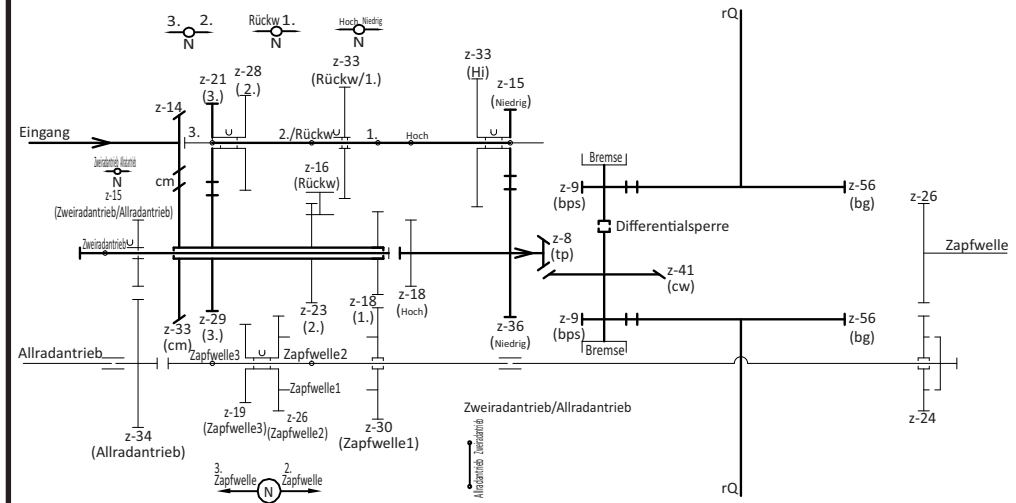 rQ
3. 2.
N
Rückw 1.
N
Hoch Niedrig
N
z-33
(Rückw/1.)
z-33
(Hi)
z-28
(2.)
z-21
(3.)
z-15
(Niedrig)
z-14
Eingang
3.
2./Rückw
1.
Hoch
Bremse
Zweiradantrieb Allradantrieb
N
cm
z-16
(Rückw)
z-9
(bps)
z-56
(bg)
z-26
z-15
(Zweiradantrieb/Allradantrieb)
Differentialsperre
Zweiradantrieb
z-8
(tp)
Zapfwelle
z-41
(cw)
z-18
(Hoch)
z-18
(1.)
z-23
(2.)
z-33
(cm)
z-29
(3.)
z-36
(Niedrig)
z-9
(bps)
z-56
(bg)
Bremse
Allradantrieb
Zapfwelle3
Zapfwelle2
Zapfwelle1
z-19
(Zapfwelle3)
z-26
(Zapfwelle2)
z-30
(Zapfwelle1)
Zweiradantrieb/Allradantrieb
z-24
z-34
(Allradantrieb)
Allradantrieb Zweiradantrieb
3.
Zapfwelle
N
2.
Zapfwelle
rQ